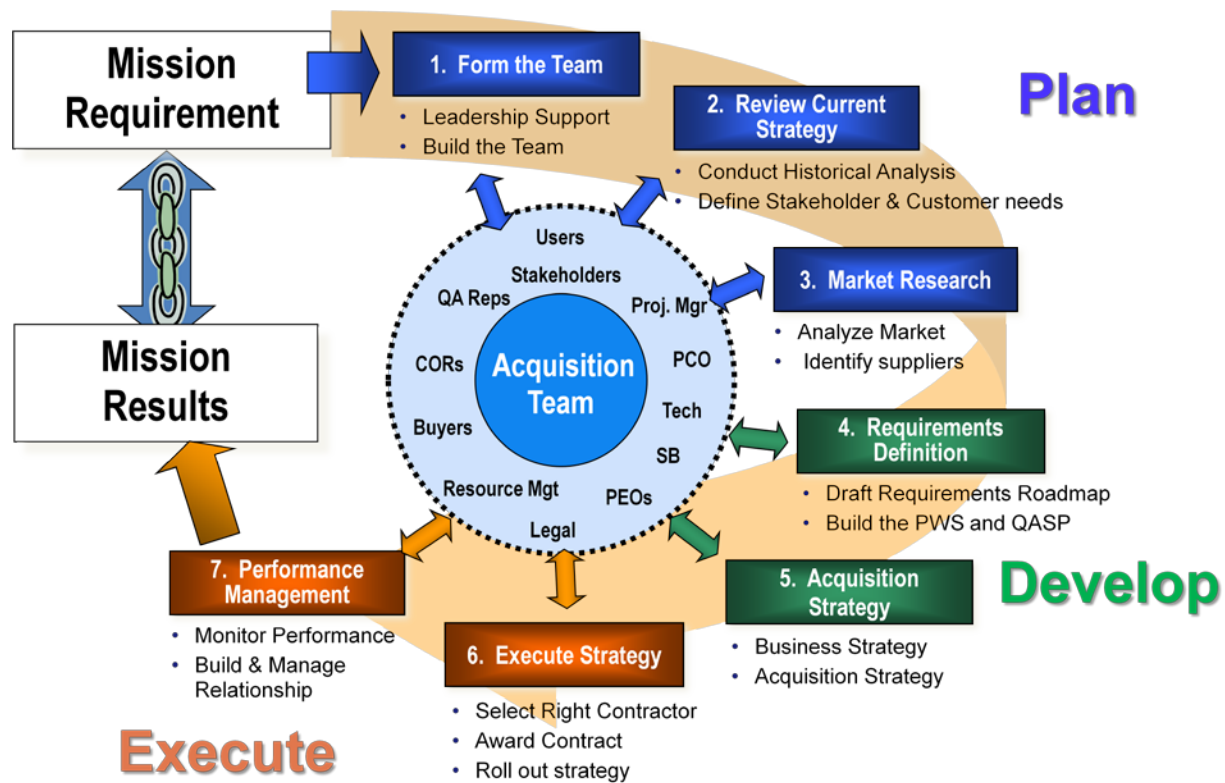 Mission
Requirement
1. Form the Team
• Leadership Support
• Build the Team
2. Review Current
Strategy
• Conduct Historical Analysis
• Define Stakeholder & Customer needs
Plan
3. Market Research
• Analyze Market
• Identify suppliers
Users
Stakeholders
QA Reps
Proj. Mgr
CORs
PCO
Acquisition
Team
Tech
Buyers
SB
Resource Mgt
PEOs
Legal
Mission
Results
4. Requirements
Definition
• Draft Requirements Roadmap
• Build the PWS and QASP
Develop
5. Acquisition
Strategy
• Business Strategy
• Acquisition Strategy
6. Execute Strategy
• Select Right Contractor
• Award Contract
• Roll out strategy
7. Performance
Management
• Monitor Performance
• Build & Manage
Relationship
Execute